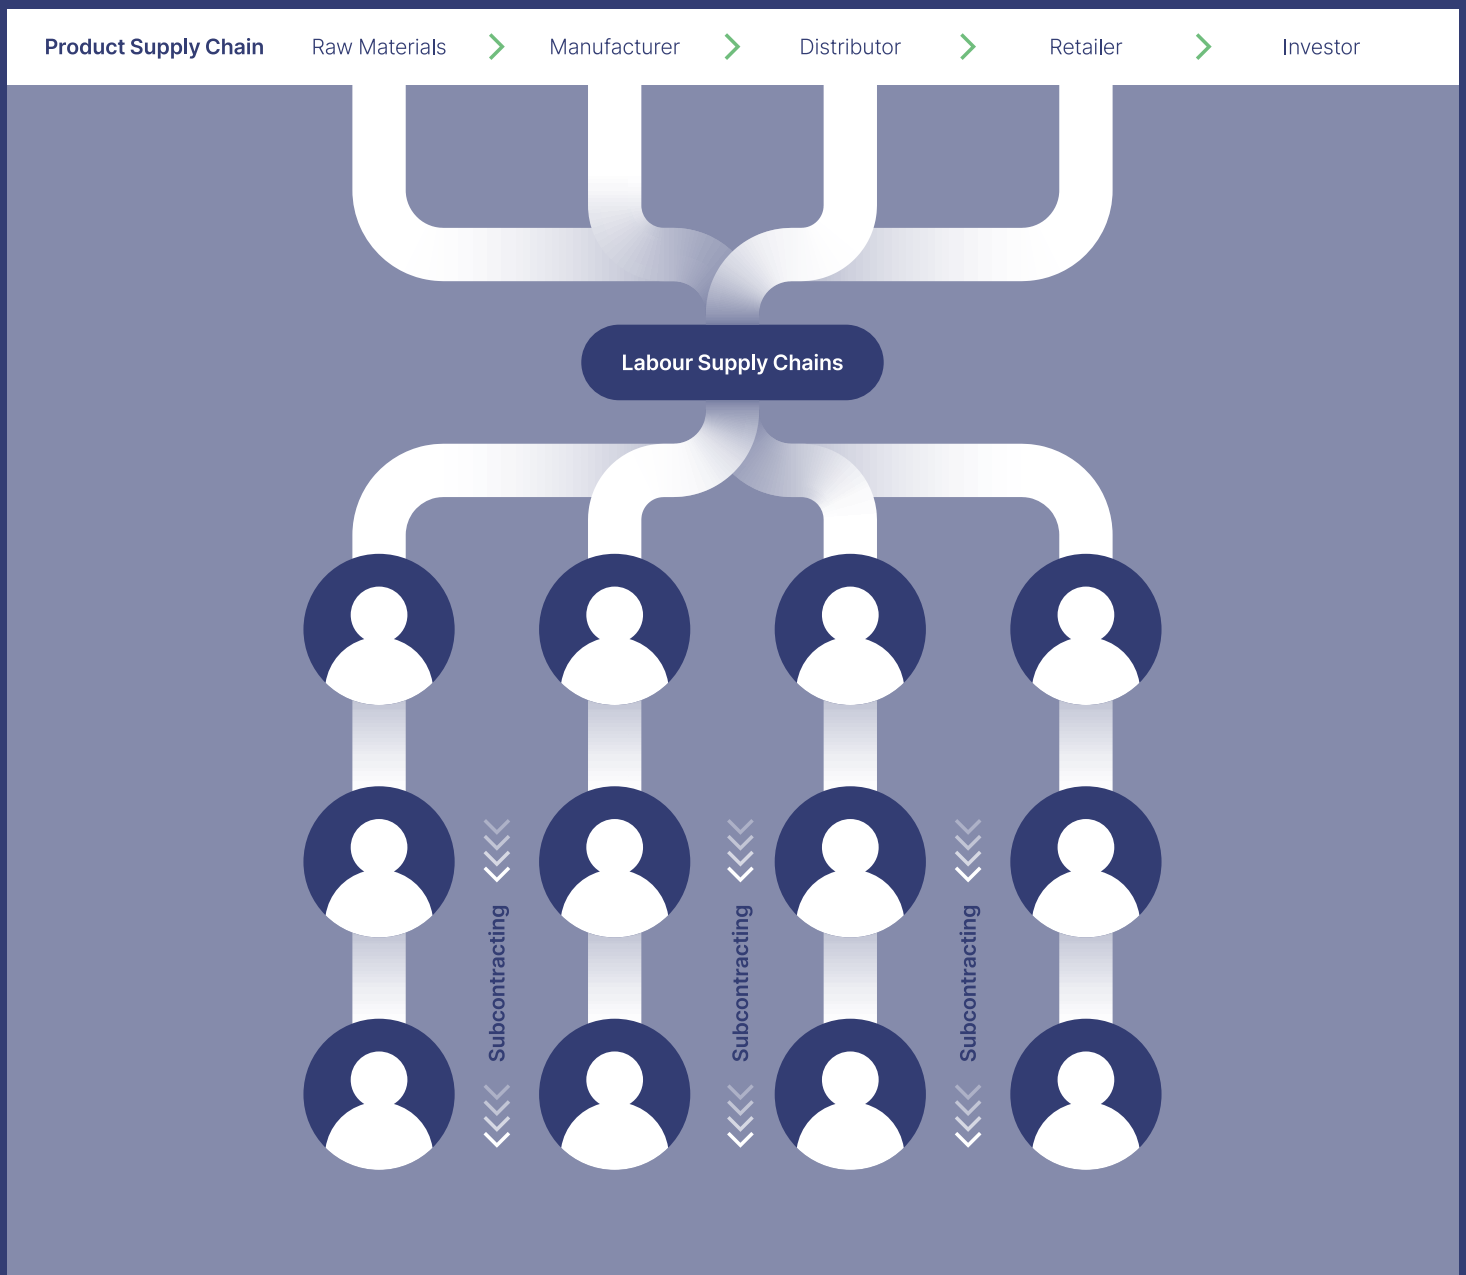 Product Supply Chain Raw Materials Manufacturer Distributor Retailer Investor
Labour Supply Chains
Subcontracting
Subcontracting
Subcontracting